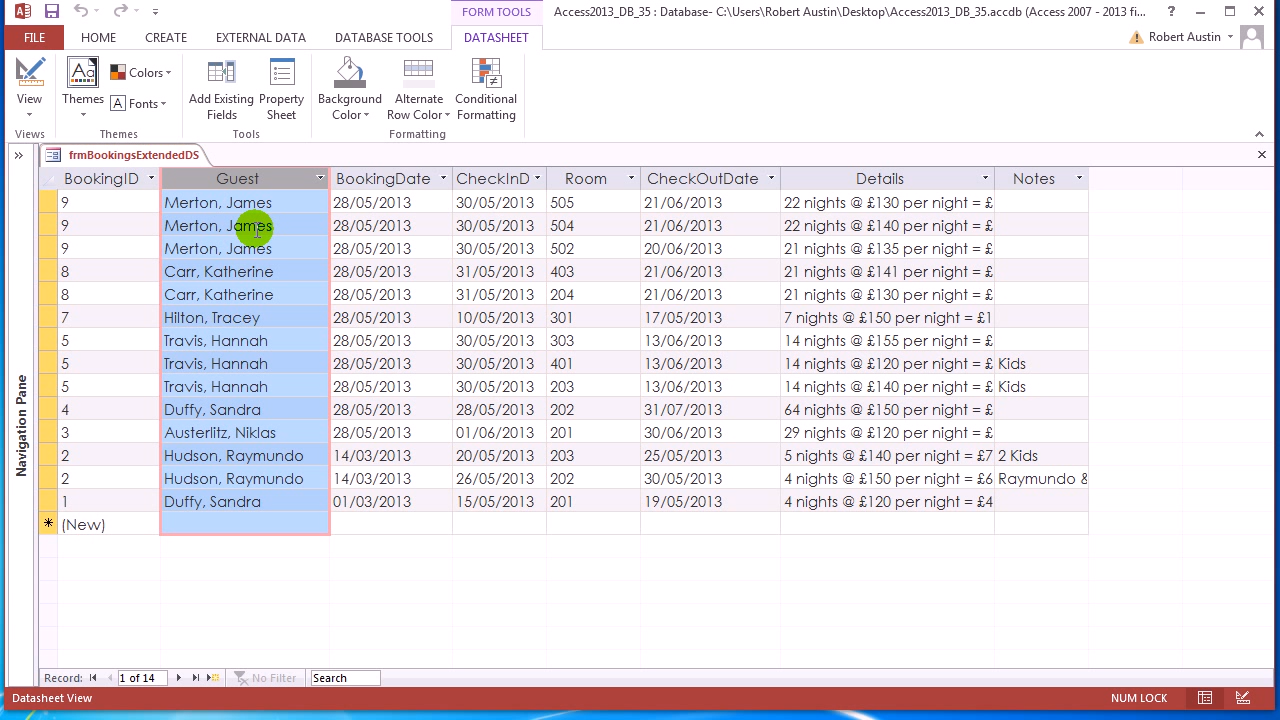 FORM TOOLS Access2013_DB_35 : Database- C:\Users\Robert Austin\Desktop\Access2013_DB_35.accdb (Access 2007 - 2013 fi... ?
FILE HOME CREATE EXTERNAL DATA DATABASE TOOLS DATASHEET Robert Austin
View Themes Aa Colors A Fonts Add Existing Fields Property Sheet Background Color Alternate Row Color Conditional Formatting
Views Themes Tools Formatting
frmBookingsExtendedDS
BookingID Guest BookingDate CheckInD Room CheckOutDate Details Notes
9 Merton, James 28/05/2013 30/05/2013 505 21/06/2013 22 nights @ £130 per night = £
9 Merton, James 28/05/2013 30/05/2013 504 21/06/2013 22 nights @ £140 per night = £
9 Merton, James 28/05/2013 30/05/2013 502 20/06/2013 21 nights @ £135 per night = £
8 Carr, Katherine 28/05/2013 31/05/2013 403 21/06/2013 21 nights @ £141 per night = £
8 Carr, Katherine 28/05/2013 31/05/2013 204 21/06/2013 21 nights @ £130 per night = £
7 Hilton, Tracey 28/05/2013 10/05/2013 301 17/05/2013 7 nights @ £150 per night = £1
5 Travis, Hannah 28/05/2013 30/05/2013 303 13/06/2013 14 nights @ £155 per night = £
5 Travis, Hannah 28/05/2013 30/05/2013 401 13/06/2013 14 nights @ £120 per night = £ Kids
5 Travis, Hannah 28/05/2013 30/05/2013 203 13/06/2013 14 nights @ £140 per night = £ Kids
4 Duffy, Sandra 28/05/2013 28/05/2013 202 31/07/2013 64 nights @ £150 per night = £
3 Austerlitz, Niklas 28/05/2013 01/06/2013 201 30/06/2013 29 nights @ £120 per night = £
2 Hudson, Raymundo 14/03/2013 20/05/2013 203 25/05/2013 5 nights @ £140 per night = £7 2 Kids
2 Hudson, Raymundo 14/03/2013 26/05/2013 202 30/05/2013 4 nights @ £150 per night = £6 Raymundo &
1 Duffy, Sandra 01/03/2013 15/05/2013 201 19/05/2013 4 nights @ £120 per night = £4
(New)
Navigation Pane
Record: 1 of 14 No Filter Search
Datasheet View NUM LOCK